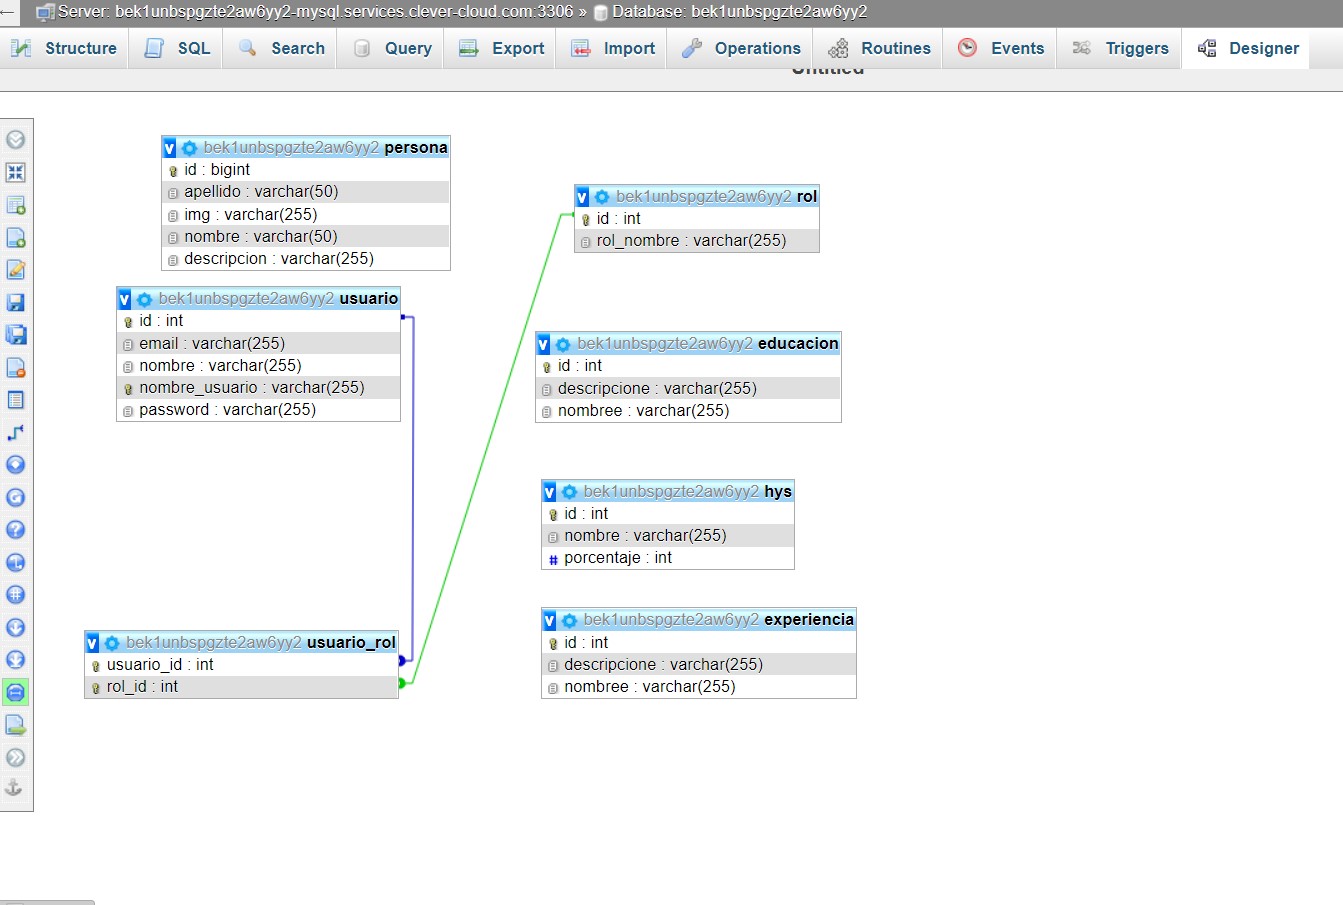 Server: bek1unbspgzte2aw6yy2-mysql.services.clever-cloud.com:3306 » Database: bek1unbspgzte2aw6yy2
Structure SQL Search Query Export Import Operations Routines Events Triggers Designer
Untitled
v bek1unbspgzte2aw6yy2 persona
id : bigint
apellido : varchar(50)
img : varchar(255)
nombre : varchar(50)
descripcion : varchar(255)
v bek1unbspgzte2aw6yy2 rol
id : int
rol_nombre : varchar(255)
v bek1unbspgzte2aw6yy2 usuario
id : int
email : varchar(255)
nombre : varchar(255)
nombre_usuario : varchar(255)
password : varchar(255)
v bek1unbspgzte2aw6yy2 educacion
id : int
descripcione : varchar(255)
nombree : varchar(255)
v bek1unbspgzte2aw6yy2 hys
id : int
nombre : varchar(255)
# porcentaje : int
v bek1unbspgzte2aw6yy2 usuario_rol
usuario_id : int
rol_id : int
v bek1unbspgzte2aw6yy2 experiencia
id : int
descripcione : varchar(255)
nombree : varchar(255)